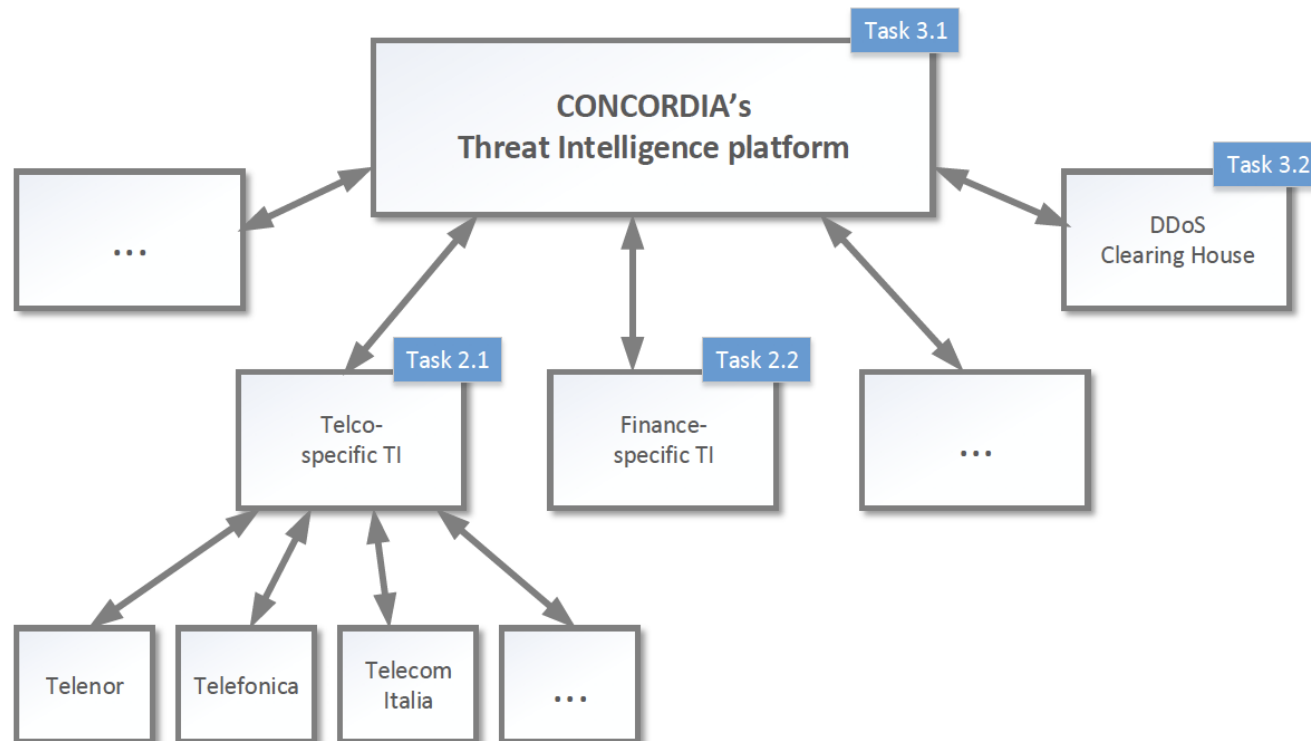 Task 3.1
CONCORDIA's
Threat Intelligence platform
...
Task 3.2
DDoS
Clearing House
Task 2.1
Telco-
specific TI
Task 2.2
Finance-
specific TI
...
Telenor
Telefonica
Telecom
Italia
...